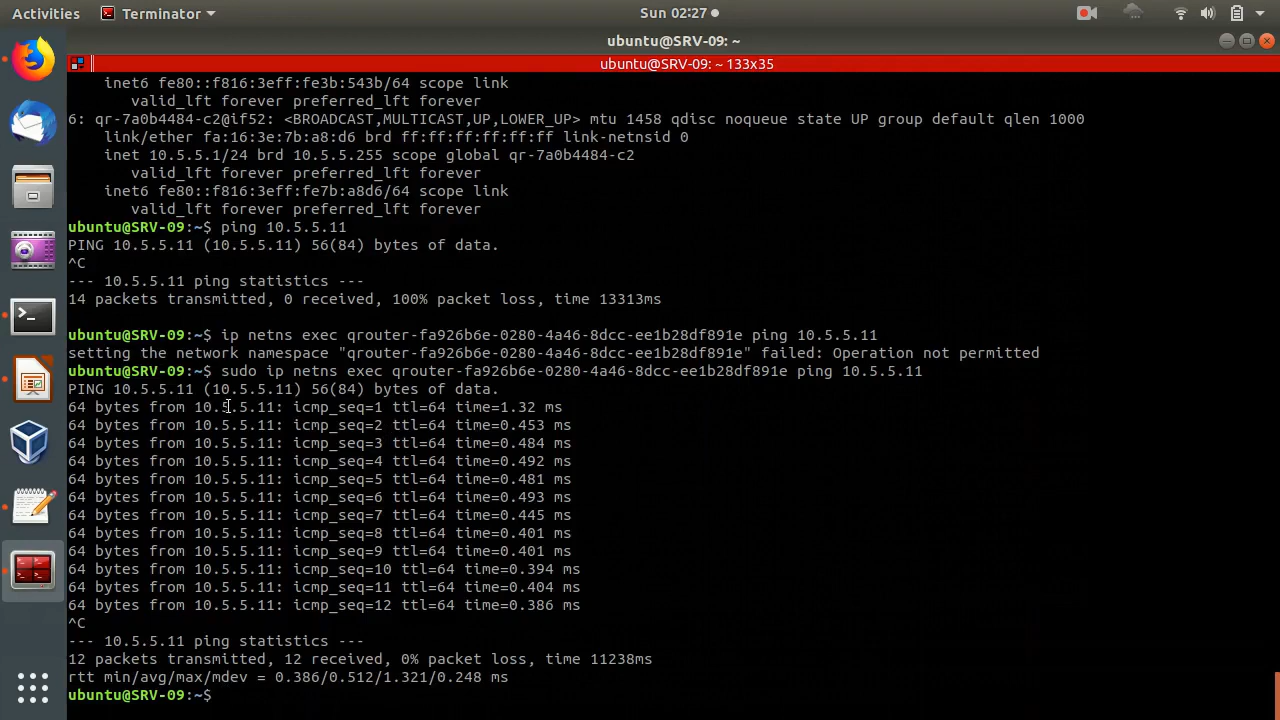 Activities
Terminator
Sun 02:27
ubuntu@SRV-09: ~
ubuntu@SRV-09: ~ 133x35
inet6 fe80::f816:3eff:fe3b:543b/64 scope link
valid_lft forever preferred_lft forever
6: qr-7a0b4484-c2@if52: <BROADCAST,MULTICAST,UP,LOWER_UP> mtu 1458 qdisc noqueue state UP group default qlen 1000
link/ether fa:16:3e:7b:a8:d6 brd ff:ff:ff:ff:ff:ff link-netnsid 0
inet 10.5.5.1/24 brd 10.5.5.255 scope global qr-7a0b4484-c2
valid_lft forever preferred_lft forever
inet6 fe80::f816:3eff:fe7b:a8d6/64 scope link
valid_lft forever preferred_lft forever
ubuntu@SRV-09:~$ ping 10.5.5.11
PING 10.5.5.11 (10.5.5.11) 56(84) bytes of data.
^C
--- 10.5.5.11 ping statistics ---
14 packets transmitted, 0 received, 100% packet loss, time 13313ms
ubuntu@SRV-09:~$ ip netns exec qrouter-fa926b6e-0280-4a46-8dcc-ee1b28df891e ping 10.5.5.11
setting the network namespace "qrouter-fa926b6e-0280-4a46-8dcc-ee1b28df891e" failed: Operation not permitted
ubuntu@SRV-09:~$ sudo ip netns exec qrouter-fa926b6e-0280-4a46-8dcc-ee1b28df891e ping 10.5.5.11
PING 10.5.5.11 (10.5.5.11) 56(84) bytes of data.
64 bytes from 10.5.5.11: icmp_seq=1 ttl=64 time=1.32 ms
64 bytes from 10.5.5.11: icmp_seq=2 ttl=64 time=0.453 ms
64 bytes from 10.5.5.11: icmp_seq=3 ttl=64 time=0.484 ms
64 bytes from 10.5.5.11: icmp_seq=4 ttl=64 time=0.492 ms
64 bytes from 10.5.5.11: icmp_seq=5 ttl=64 time=0.481 ms
64 bytes from 10.5.5.11: icmp_seq=6 ttl=64 time=0.493 ms
64 bytes from 10.5.5.11: icmp_seq=7 ttl=64 time=0.445 ms
64 bytes from 10.5.5.11: icmp_seq=8 ttl=64 time=0.401 ms
64 bytes from 10.5.5.11: icmp_seq=9 ttl=64 time=0.401 ms
64 bytes from 10.5.5.11: icmp_seq=10 ttl=64 time=0.394 ms
64 bytes from 10.5.5.11: icmp_seq=11 ttl=64 time=0.404 ms
64 bytes from 10.5.5.11: icmp_seq=12 ttl=64 time=0.386 ms
^C
--- 10.5.5.11 ping statistics ---
12 packets transmitted, 12 received, 0% packet loss, time 11238ms
rtt min/avg/max/mdev = 0.386/0.512/1.321/0.248 ms
ubuntu@SRV-09:~$